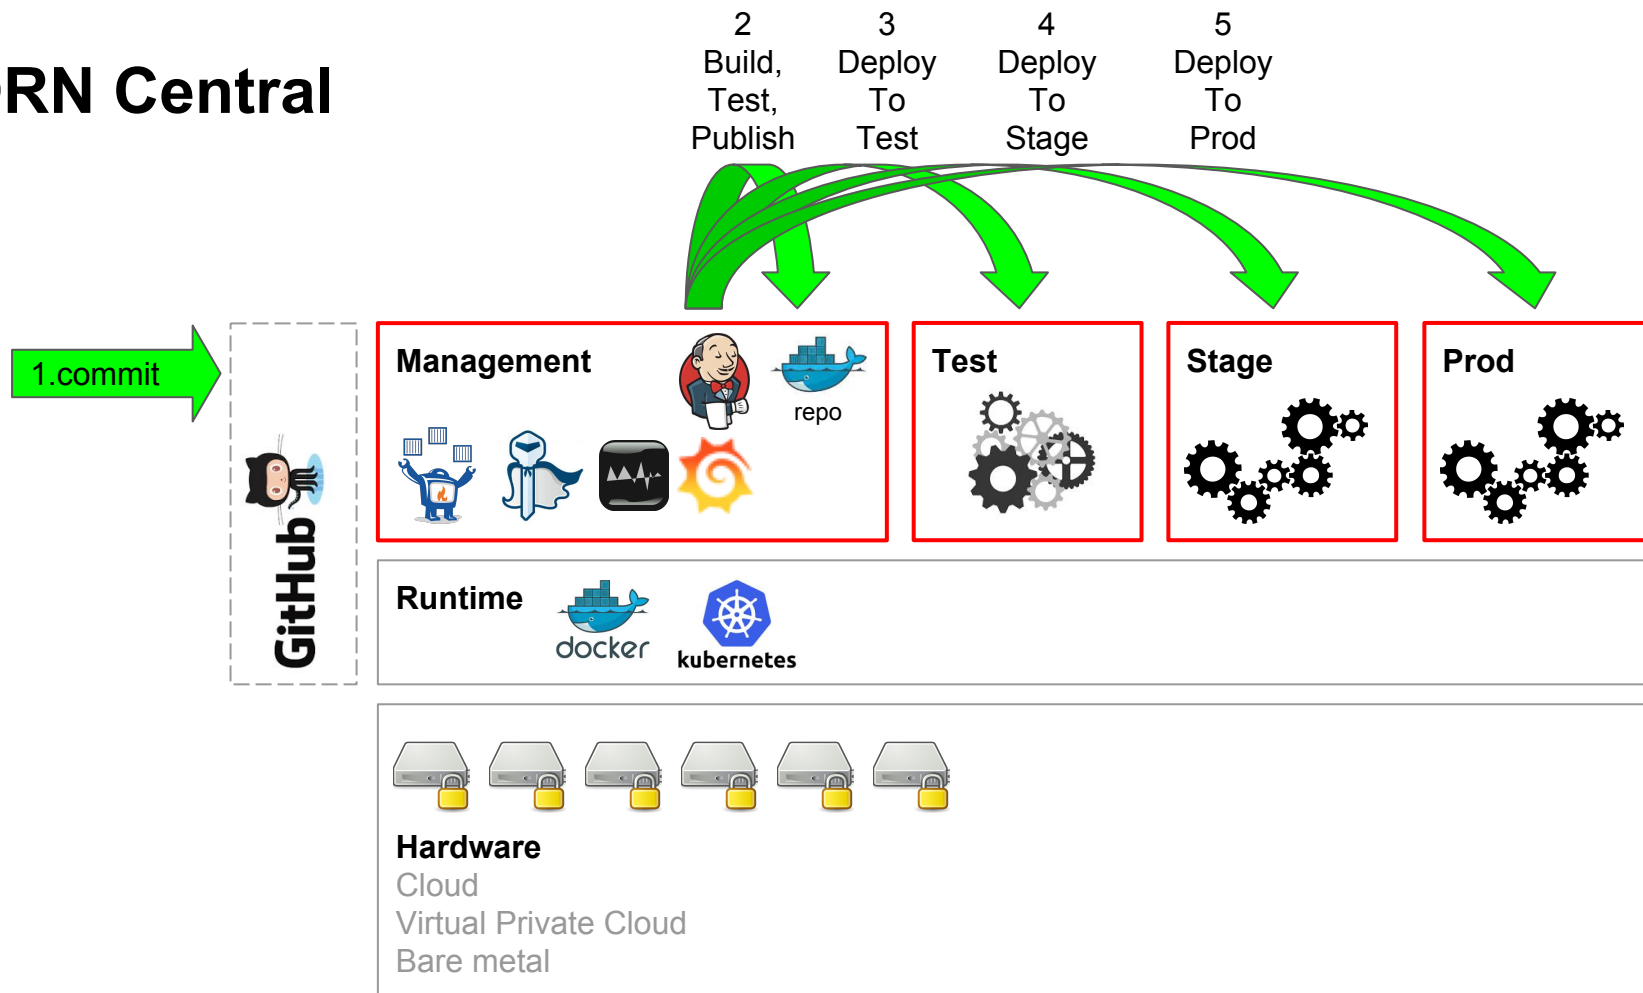 RN Central
2
Build,
Test,
Publish
3
Deploy
To
Test
4
Deploy
To
Stage
5
Deploy
To
Prod
1.commit
GitHub
Management
repo
Test
Stage
Prod
Runtime
docker
kubernetes
Hardware
Cloud
Virtual Private Cloud
Bare metal